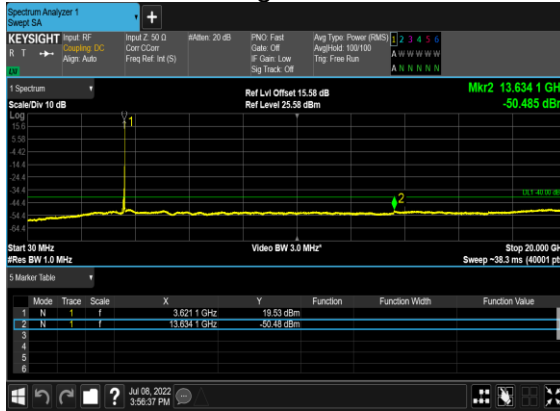 Spectrum Analyzer 1
Swept SA
+
KEYSIGHT Input: RF Input Z: 50 Ω #Atten: 20 dB PNO: Fast Avg Type: Power (RMS) 1 2 3 4 5 6
R T Coupling: DC Corr CCorr Gate: Off Avg|Hold: 100/100 A W W W W W
Align: Auto Freq Ref: Int (S) IF Gain: Low Trig: Free Run
LU Sig Track: Off A N N N N N
1 Spectrum Ref Lvl Offset 15.58 dB Mkr2 13.634 1 GH
Scale/Div 10 dB Ref Level 25.58 dBm -50.485 dBr
Log
15.6
5.58
-4.42
-14.4
-24.4
-34.4
-44.4
-54.4
-64.4
1
2
DL1 -40.00 dB
Start 30 MHz Video BW 3.0 MHz* Stop 20.000 GH
#Res BW 1.0 MHz Sweep ~38.3 ms (40001 pts
5 Marker Table
Mode Trace Scale X Y Function Function Width Function Value
1 N 1 f 3.621 1 GHz 19.53 dBm
2 N 1 f 13.634 1 GHz -50.48 dBm
3
4
5
6
? Jul 08, 2022
3:56:37 PM